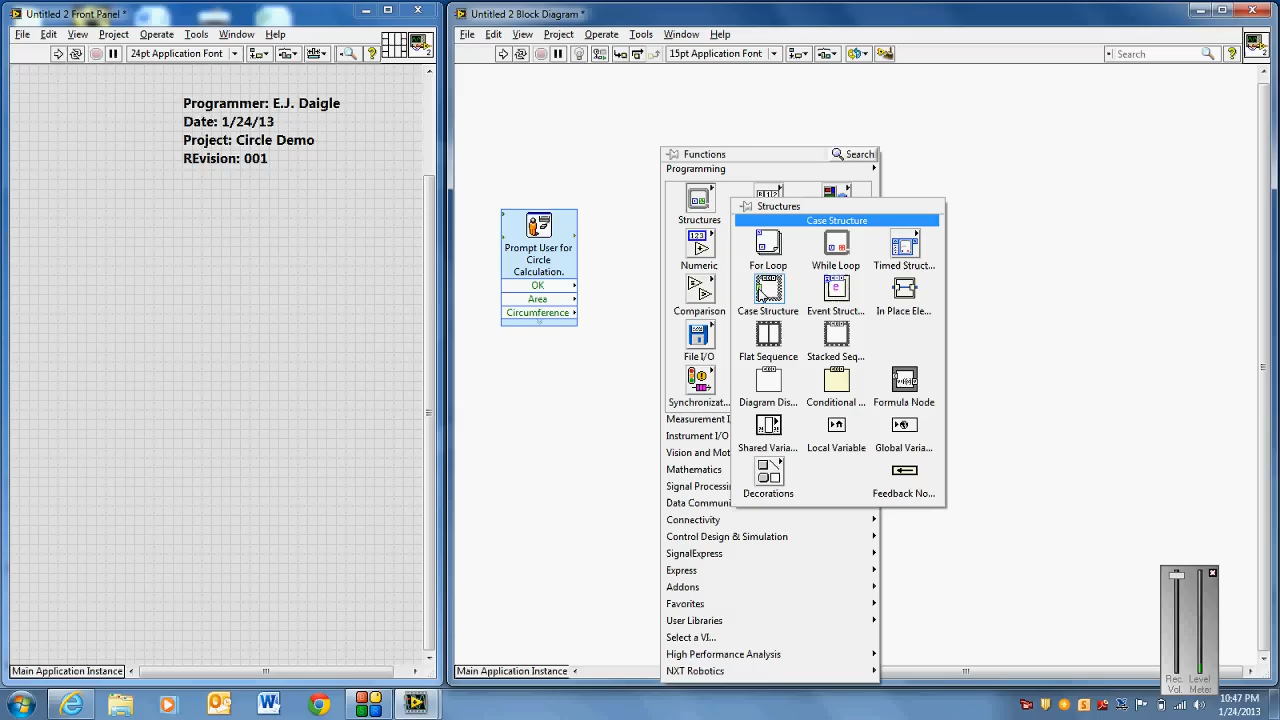 Untitled 2 Front Panel *
File Edit View Project Operate Tools Window Help
24pt Application Font
Programmer: E.J. Daigle
Date: 1/24/13
Project: Circle Demo
REvision: 001
Main Application Instance
Untitled 2 Block Diagram *
File Edit View Project Operate Tools Window Help
15pt Application Font
Search
Prompt User for
Circle
Calculation.
OK
Area
Circumference
Functions
Search
Programming
Structures
Numeric
Comparison
File I/O
Synchronizat...
Measurement I
Instrument I/O
Vision and Mot
Mathematics
Signal Processi
Data Communi
Connectivity
Control Design & Simulation
SignalExpress
Express
Addons
Favorites
User Libraries
Select a VI...
High Performance Analysis
NXT Robotics
Structures
Case Structure
For Loop While Loop Timed Struct...
Case Structure Event Struct... In Place Ele...
Flat Sequence Stacked Seq...
Diagram Dis... Conditional ... Formula Node
Shared Varia... Local Variable Global Varia...
Decorations Feedback No...
Main Application Instance
Rec. Level
Vol. Meter
10:47 PM
1/24/2013